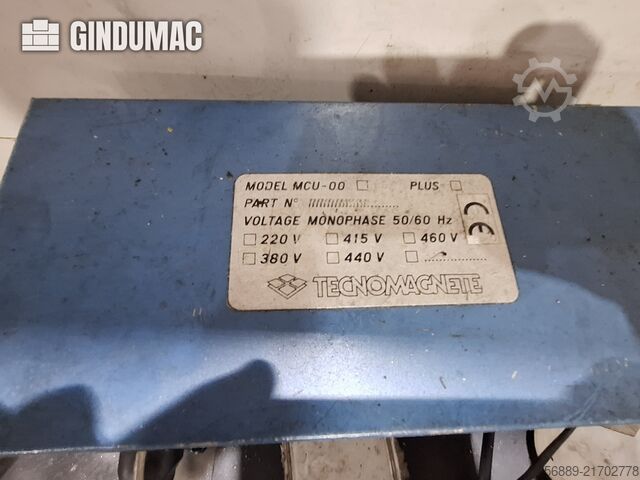 GINDUMAC
MODEL MCU-00 PLUS
PART N°
VOLTAGE MONOPHASE 50/60 Hz
220 V 415 V 460 V
380 V 440 V
CE
TECNOMAGNETE
56889-21702778